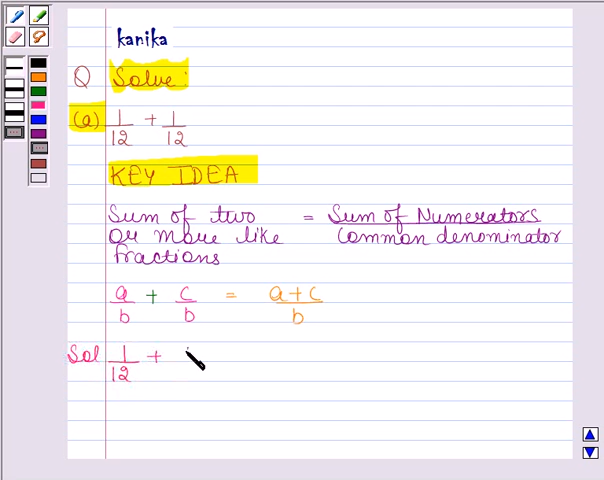 kanika
Q Solve:
(a) 1/12 + 1/12
KEY IDEA
Sum of two = Sum of Numerators
or more like Common denominator
fractions
a/b + c/b = a+c/b
Sol 1/12 +